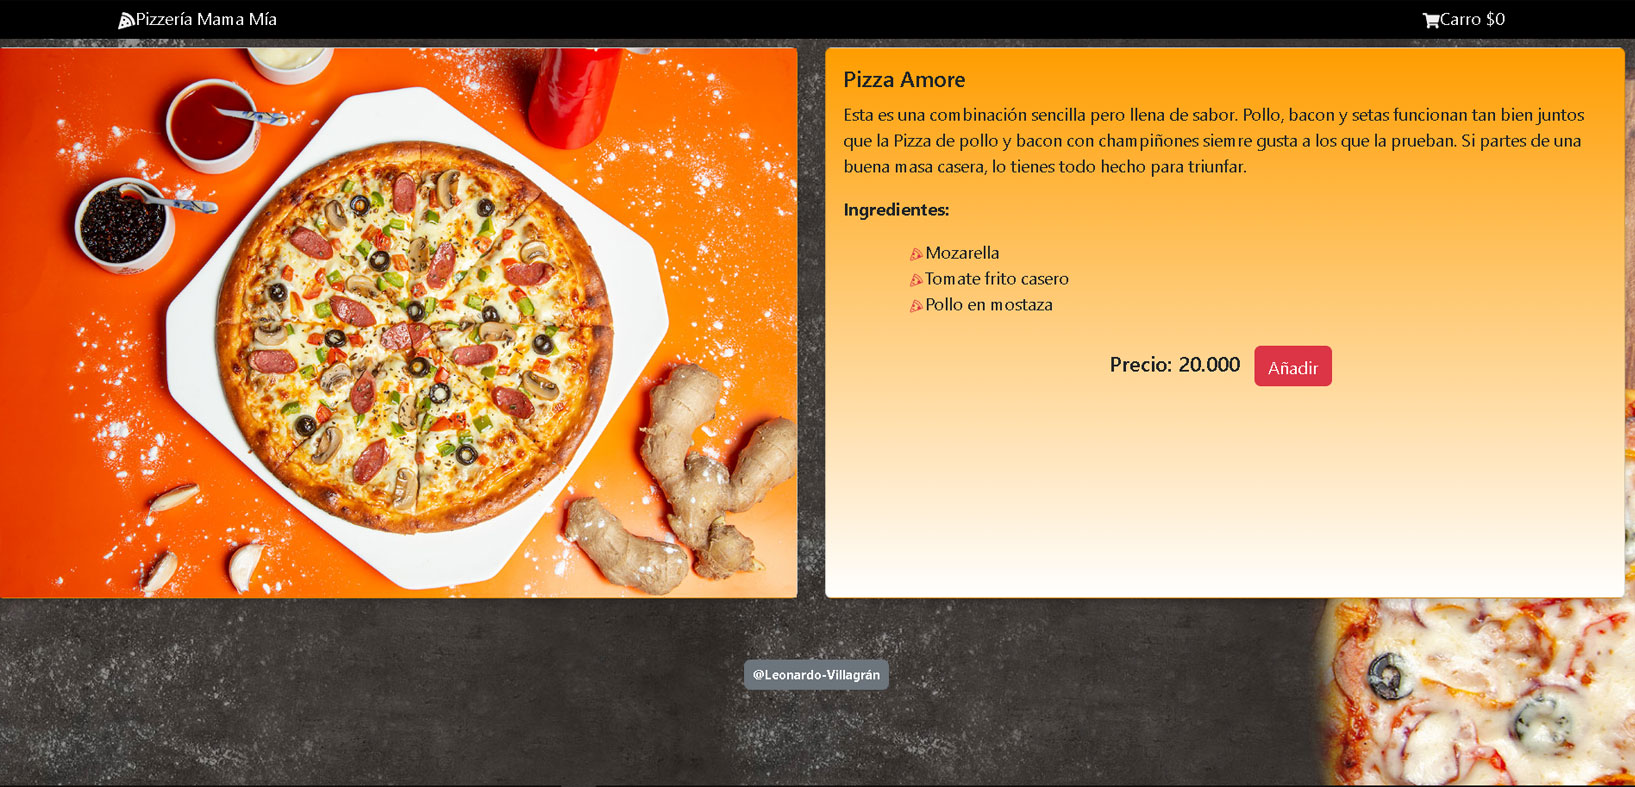 Pizzería Mama Mía
Carro $0
Pizza Amore
Esta es una combinación sencilla pero llena de sabor. Pollo, bacon y setas funcionan tan bien juntos
que la Pizza de pollo y bacon con champiñones siemre gusta a los que la prueban. Si partes de una
buena masa casera, lo tienes todo hecho para triunfar.
Ingredientes:
Mozarella
Tomate frito casero
Pollo en mostaza
Precio: 20.000
Añadir
@Leonardo-Villagrán